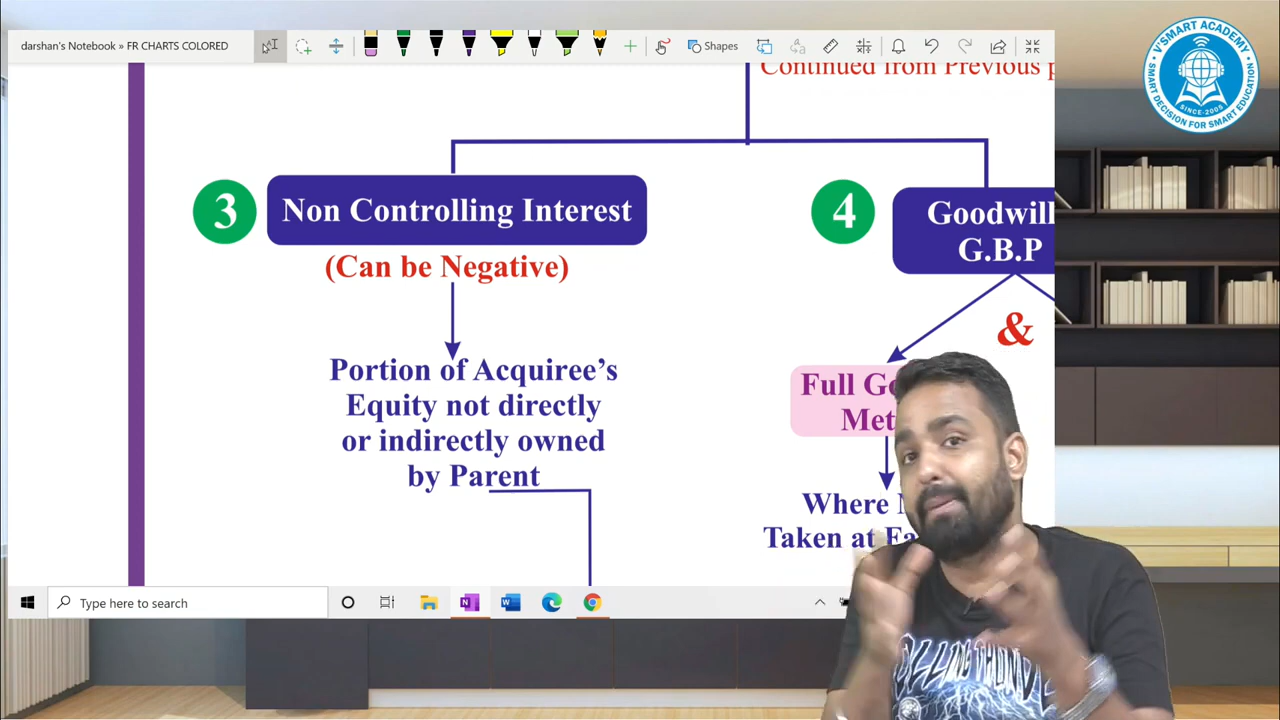 darshan's Notebook » FR CHARTS COLORED
Shapes
V'SMART ACADEMY
SMART DECISION FOR SMART EDUCATION
SINCE-2005
Continued from Previous
3
Non Controlling Interest
(Can be Negative)
Portion of Acquiree's
Equity not directly
or indirectly owned
by Parent
4
Goodwill
G.B.P
&
Full
Where
Taken at
Type here to search